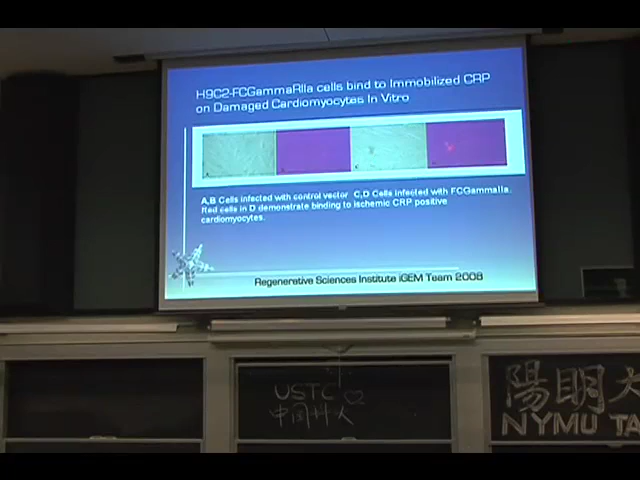 H9C2-FCGammaRIIa cells bind to Immobilized CRP
on Damaged Cardiomyocytes In Vitro
A,B Cells infected with control vector C,D Cells infected with FCGammaIIa.
Red cells in D demonstrate binding to ischemic CRP positive
cardiomyocytes.
Regenerative Sciences Institute iGEM Team 2008
USTC
中国科大
陽明大
NYMU TA